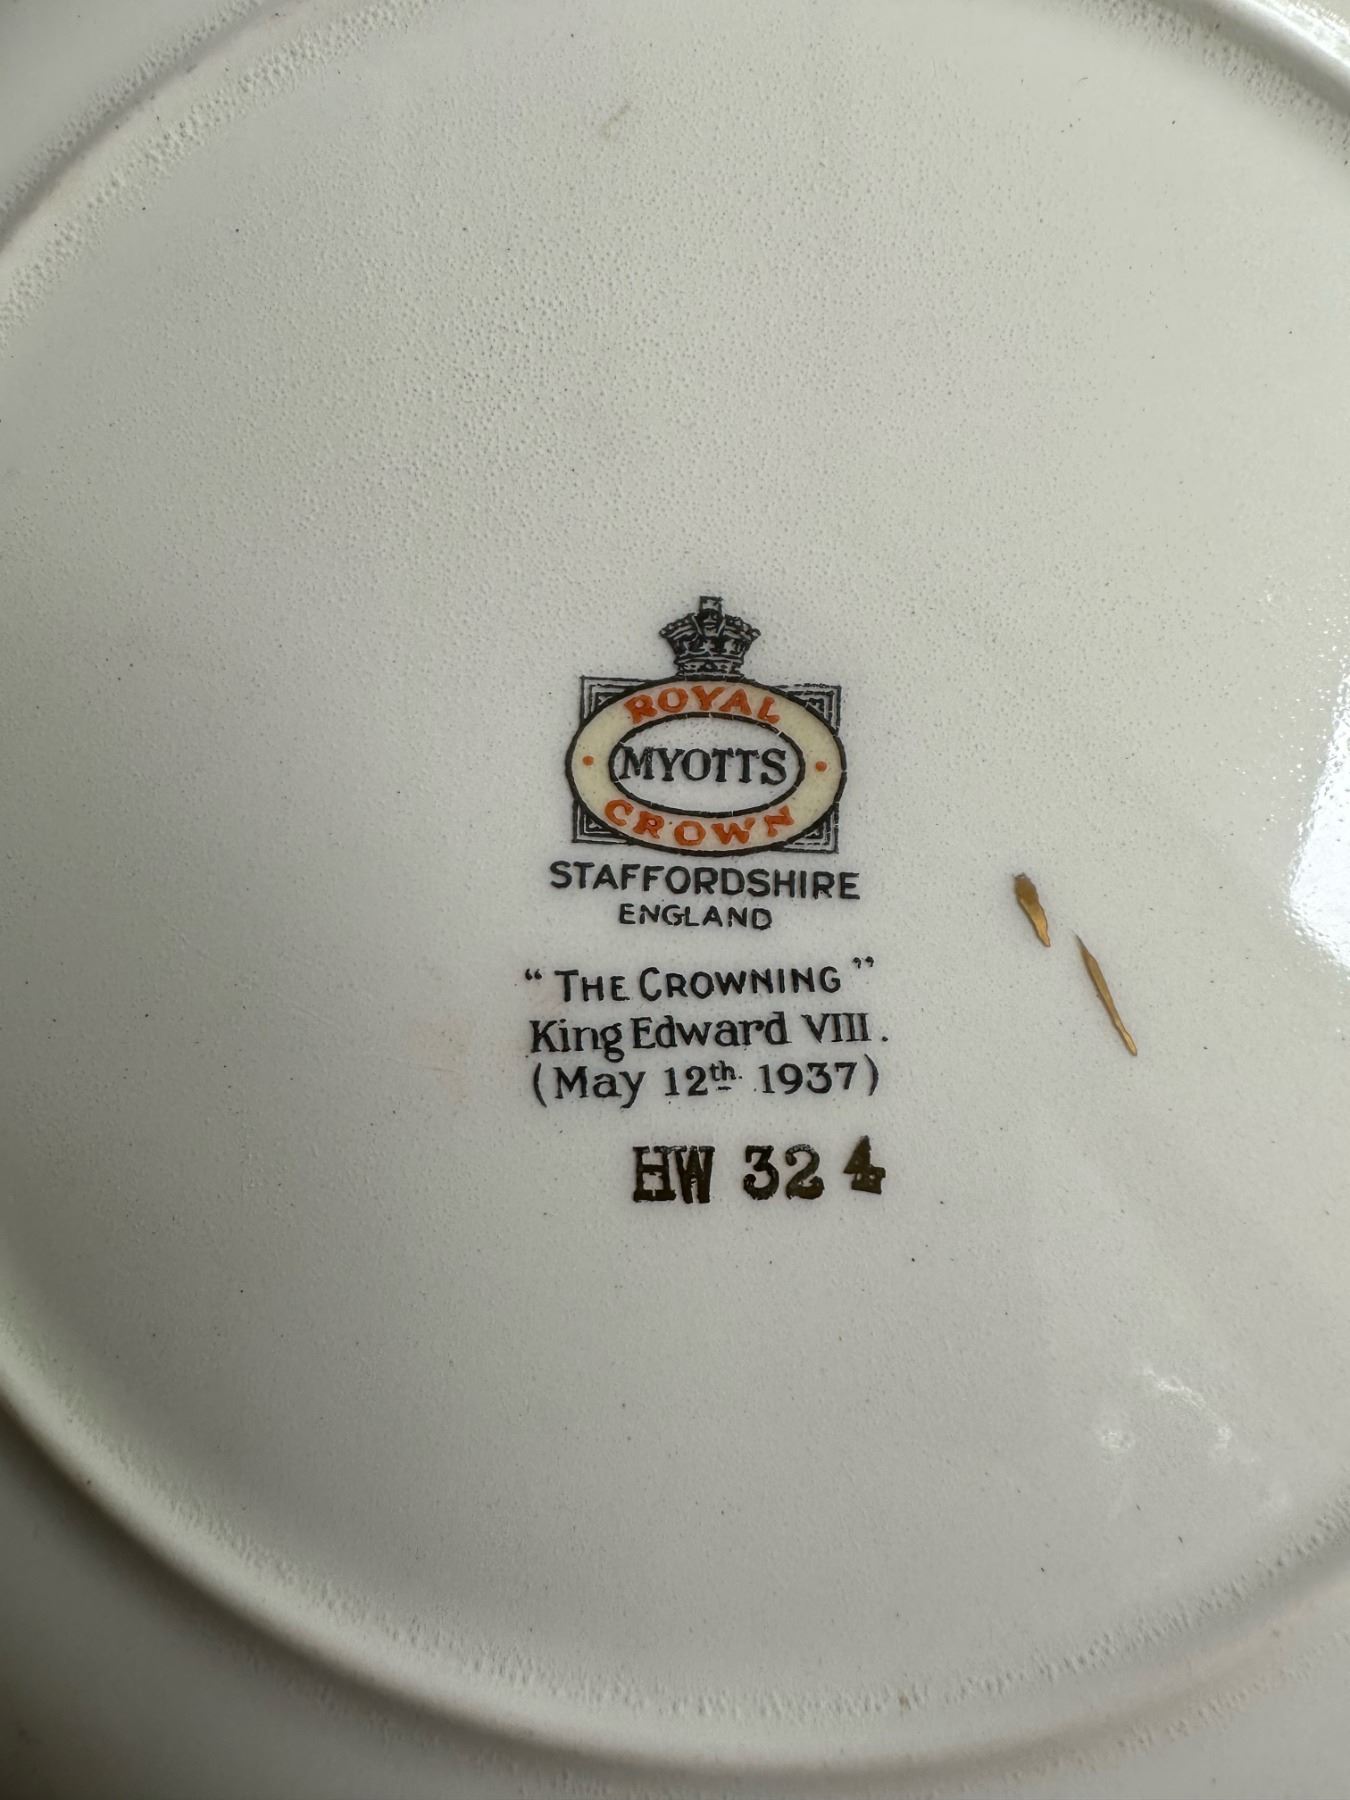 ROYAL
MYOTTS
CROWN
STAFFORDSHIRE
ENGLAND
“THE CROWNING”
King Edward VIII.
(May 12th. 1937)
HW 324